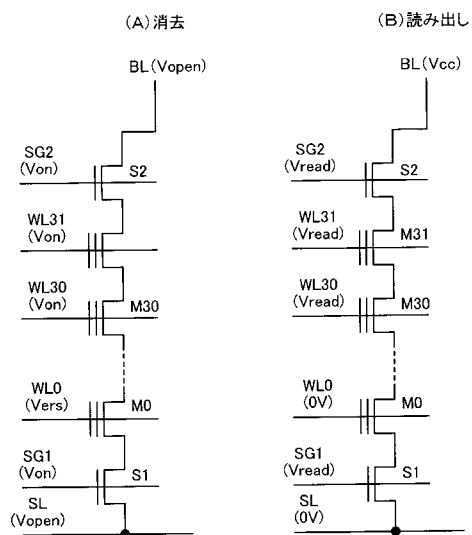 (A)消去
BL(Vopen)
SG2
(Von)
S2
WL31
(Von)
WL30
(Von)
M30
WL0
(Vers)
M0
SG1
(Von)
S1
SL
(Vopen)
(B)読み出し
BL(Vcc)
SG2
(Vread)
S2
WL31
(Vread)
M31
WL30
(Vread)
M30
WL0
(0V)
M0
SG1
(Vread)
S1
SL
(0V)